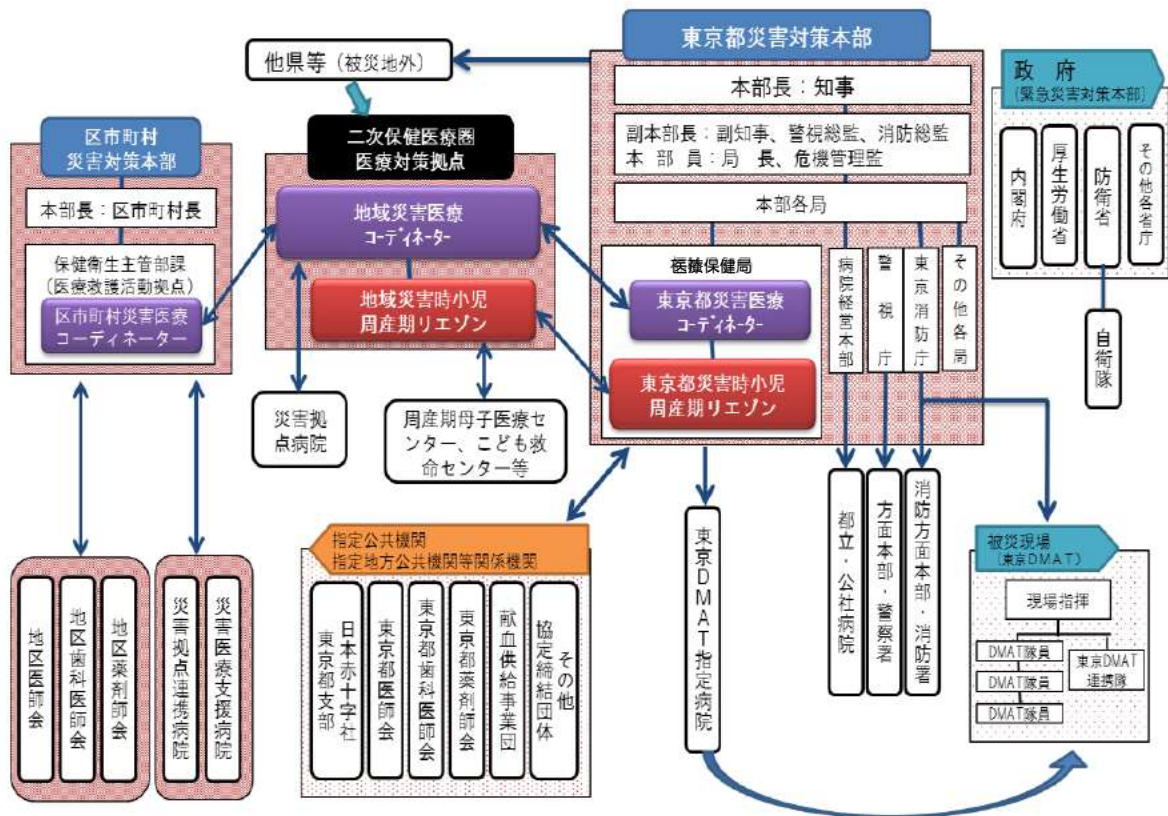 東京都災害対策本部
本部長：知事
副本部長：副知事、警視総監、消防総監
本　部　員：局　長、危機管理監
本部各局
保健局
東京都災害医療
コーディネーター
東京都災害時小児
周産期リエゾン
病院経営本部
警視庁
東京消防庁
その他各局
他県等（被災地外）
政　府
（緊急災害対策本部）
内閣府
厚生労働省
防衛省
その他各省庁
自衛隊
区市町村
災害対策本部
本部長：区市町村長
保健衛生主管部課
（医療救護活動拠点）
区市町村災害医療
コーディネーター
二次保健医療圏
医療対策拠点
地域災害医療
コーディネーター
地域災害時小児
周産期リエゾン
災害拠
点病院
周産期母子医療セ
ンター、こども救
命センター等
地区医師会
地区歯科医師会
地区薬剤師会
災害拠点連携病院
災害医療支援病院
指定公共機関
指定地方公共機関等関係機関
日本赤十字社
東京都支部
東京都医師会
東京都歯科医師会
東京都薬剤師会
献血供給事業団
その他
協定締結団体
東京DMAT指定病院
都立・公社病院
方面本部・警察署
消防方面本部・消防署
被災現場
（東京DMAT）
現場指揮
DMAT隊員
DMAT隊員
DMAT隊員
東京DMAT
連携隊